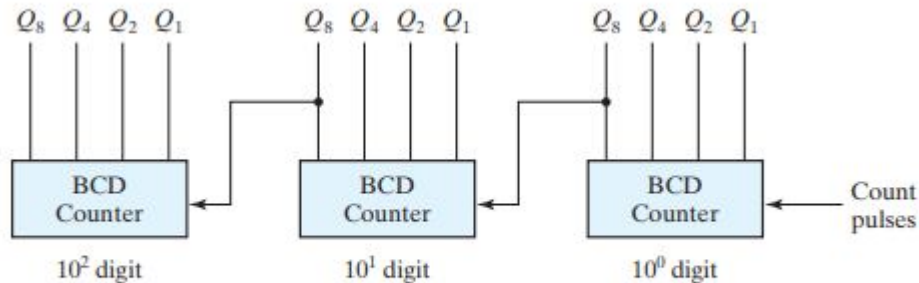 Q8 Q4 Q2 Q1 Q8 Q4 Q2 Q1 Q8 Q4 Q2 Q1
BCD
Counter
BCD
Counter
BCD
Counter
Count
pulses
10² digit
10¹ digit
10⁰ digit